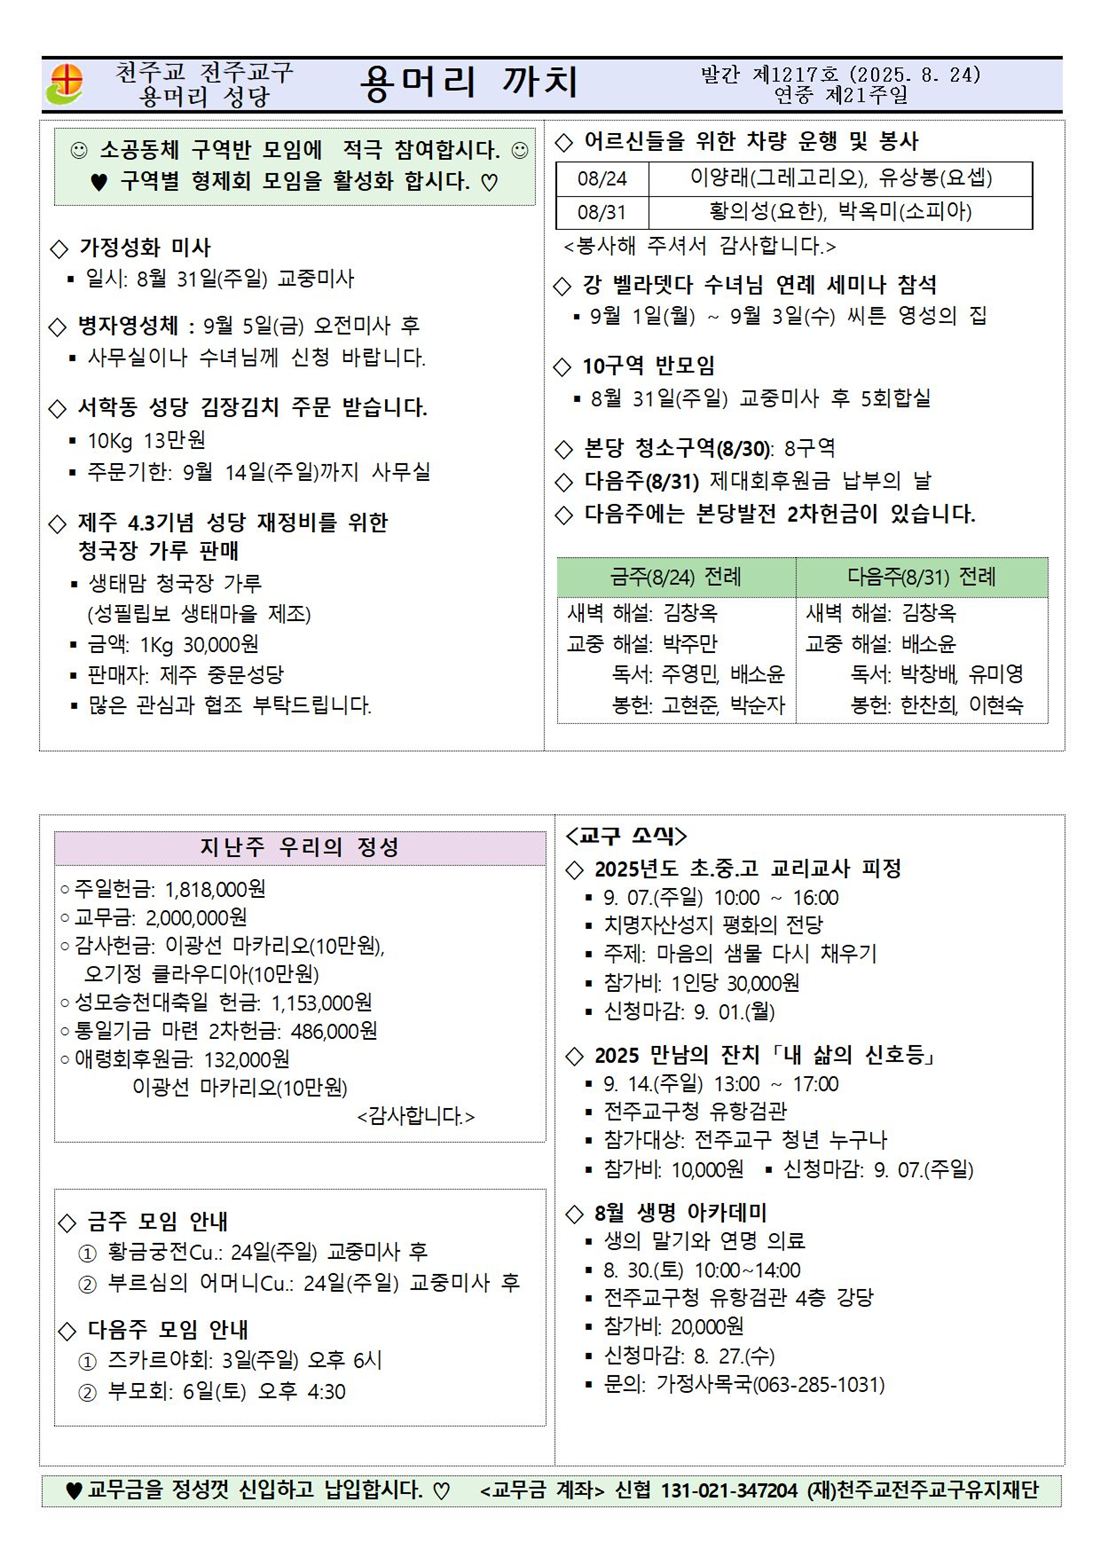 천주교 전주교구
용머리 성당
용머리 까치
발간 제1217호 (2025. 8. 24)
연중 제21주일
☺ 소공동체 구역반 모임에 적극 참여합시다. ☺
♥ 구역별 형제회 모임을 활성화 합시다. ♡
◇ 가정성화 미사
▪ 일시: 8월 31일(주일) 교중미사
◇ 병자영성체 : 9월 5일(금) 오전미사 후
▪ 사무실이나 수녀님께 신청 바랍니다.
◇ 서학동 성당 김장김치 주문 받습니다.
▪ 10Kg 13만원
▪ 주문기한: 9월 14일(주일)까지 사무실
◇ 제주 4.3기념 성당 재정비를 위한
청국장 가루 판매
▪ 생태맘 청국장 가루
(성필립보 생태마을 제조)
▪ 금액: 1Kg 30,000원
▪ 판매자: 제주 중문성당
▪ 많은 관심과 협조 부탁드립니다.
◇ 어르신들을 위한 차량 운행 및 봉사
08/24 이양래(그레고리오), 유상봉(요셉)
08/31 황의성(요한), 박옥미(소피아)
<봉사해 주셔서 감사합니다.>
◇ 강 벨라뎃다 수녀님 연례 세미나 참석
▪ 9월 1일(월) ~ 9월 3일(수) 씨튼 영성의 집
◇ 10구역 반모임
▪ 8월 31일(주일) 교중미사 후 5회합실
◇ 본당 청소구역(8/30): 8구역
◇ 다음주(8/31) 제대회후원금 납부의 날
◇ 다음주에는 본당발전 2차헌금이 있습니다.
금주(8/24) 전례
새벽 해설: 김창옥
교중 해설: 박주만
독서: 주영민, 배소윤
봉헌: 고현준, 박순자
다음주(8/31) 전례
새벽 해설: 김창옥
교중 해설: 배소윤
독서: 박창배, 유미영
봉헌: 한찬희, 이현숙
지난주 우리의 정성
○ 주일헌금: 1,818,000원
○ 교무금: 2,000,000원
○ 감사헌금: 이광선 마카리오(10만원),
오기정 클라우디아(10만원)
○ 성모승천대축일 헌금: 1,153,000원
○ 통일기금 마련 2차헌금: 486,000원
○ 애령회후원금: 132,000원
이광선 마카리오(10만원)
<감사합니다.>
◇ 금주 모임 안내
① 황금궁전Cu.: 24일(주일) 교중미사 후
② 부르심의 어머니Cu.: 24일(주일) 교중미사 후
◇ 다음주 모임 안내
① 즈카르야회: 3일(주일) 오후 6시
② 부모회: 6일(토) 오후 4:30
<교구 소식>
◇ 2025년도 초.중.고 교리교사 피정
▪ 9. 07.(주일) 10:00 ~ 16:00
▪ 치명자산성지 평화의 전당
▪ 주제: 마음의 샘물 다시 채우기
▪ 참가비: 1인당 30,000원
▪ 신청마감: 9. 01.(월)
◇ 2025 만남의 잔치「내 삶의 신호등」
▪ 9. 14.(주일) 13:00 ~ 17:00
▪ 전주교구청 유항검관
▪ 참가대상: 전주교구 청년 누구나
▪ 참가비: 10,000원 ▪ 신청마감: 9. 07.(주일)
◇ 8월 생명 아카데미
▪ 생의 말기와 연명 의료
▪ 8. 30.(토) 10:00~14:00
▪ 전주교구청 유항검관 4층 강당
▪ 참가비: 20,000원
▪ 신청마감: 8. 27.(수)
▪ 문의: 가정사목국(063-285-1031)
♥ 교무금을 정성껏 신입하고 납입합시다. ♡ <교무금 계좌> 신협 131-021-347204 (재)천주교전주교구유지재단